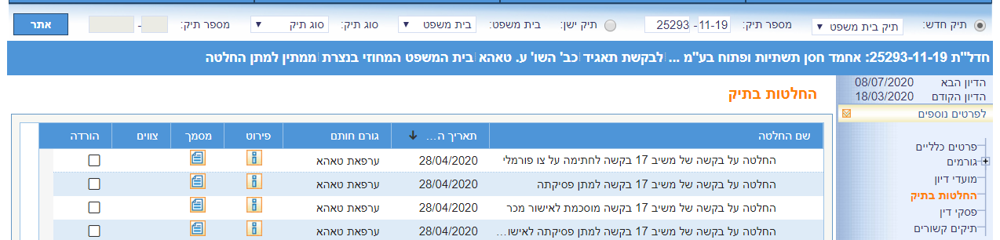 תיק חדש: תיק בית משפט מספר תיק: 25293 - 11-19 תיק ישן: בית משפט: בית משפט סוג תיק: סוג תיק מספר תיק: - אתר
חדל"ת 25293-11-19: אחמד חסן תשתיות ופתוח בע"מ ... לבקשת תאגיד כב' השו' ע. טאהא בית המשפט המחוזי בנצרת ממתין למתן החלטה
הדיון הבא 08/07/2020
הדיון הקודם 18/03/2020
לפרטים נוספים
פרטים כלליים
גורמים
מועדי דיון
החלטות בתיק
פסקי דין
תיקים קשורים
החלטות בתיק
שם החלטה תאריך ה... גורם חותם פירוט מסמך צווים הורדה
החלטה על בקשה של משיב 17 בקשה לחתימה על צו פורמלי 28/04/2020 ערפאת טאהא
החלטה על בקשה של משיב 17 בקשה למתן פסיקתה 28/04/2020 ערפאת טאהא
החלטה על בקשה של משיב 17 בקשה מוסכמת לאישור מכר 28/04/2020 ערפאת טאהא
החלטה על בקשה של משיב 17 בקשה למתן פסיקתה לאישו... 28/04/2020 ערפאת טאהא